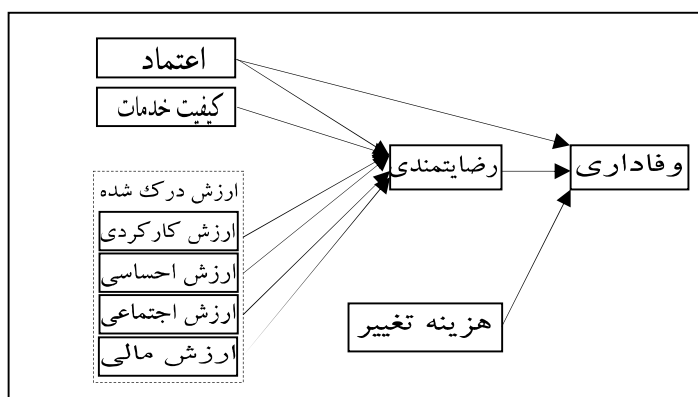 اعتماد
کیفیت خدمات
رضایتمندی
وفاداری
ارزش درک شده
ارزش کارکردی
ارزش احساسی
ارزش اجتماعی
ارزش مالی
هزینه تغییر